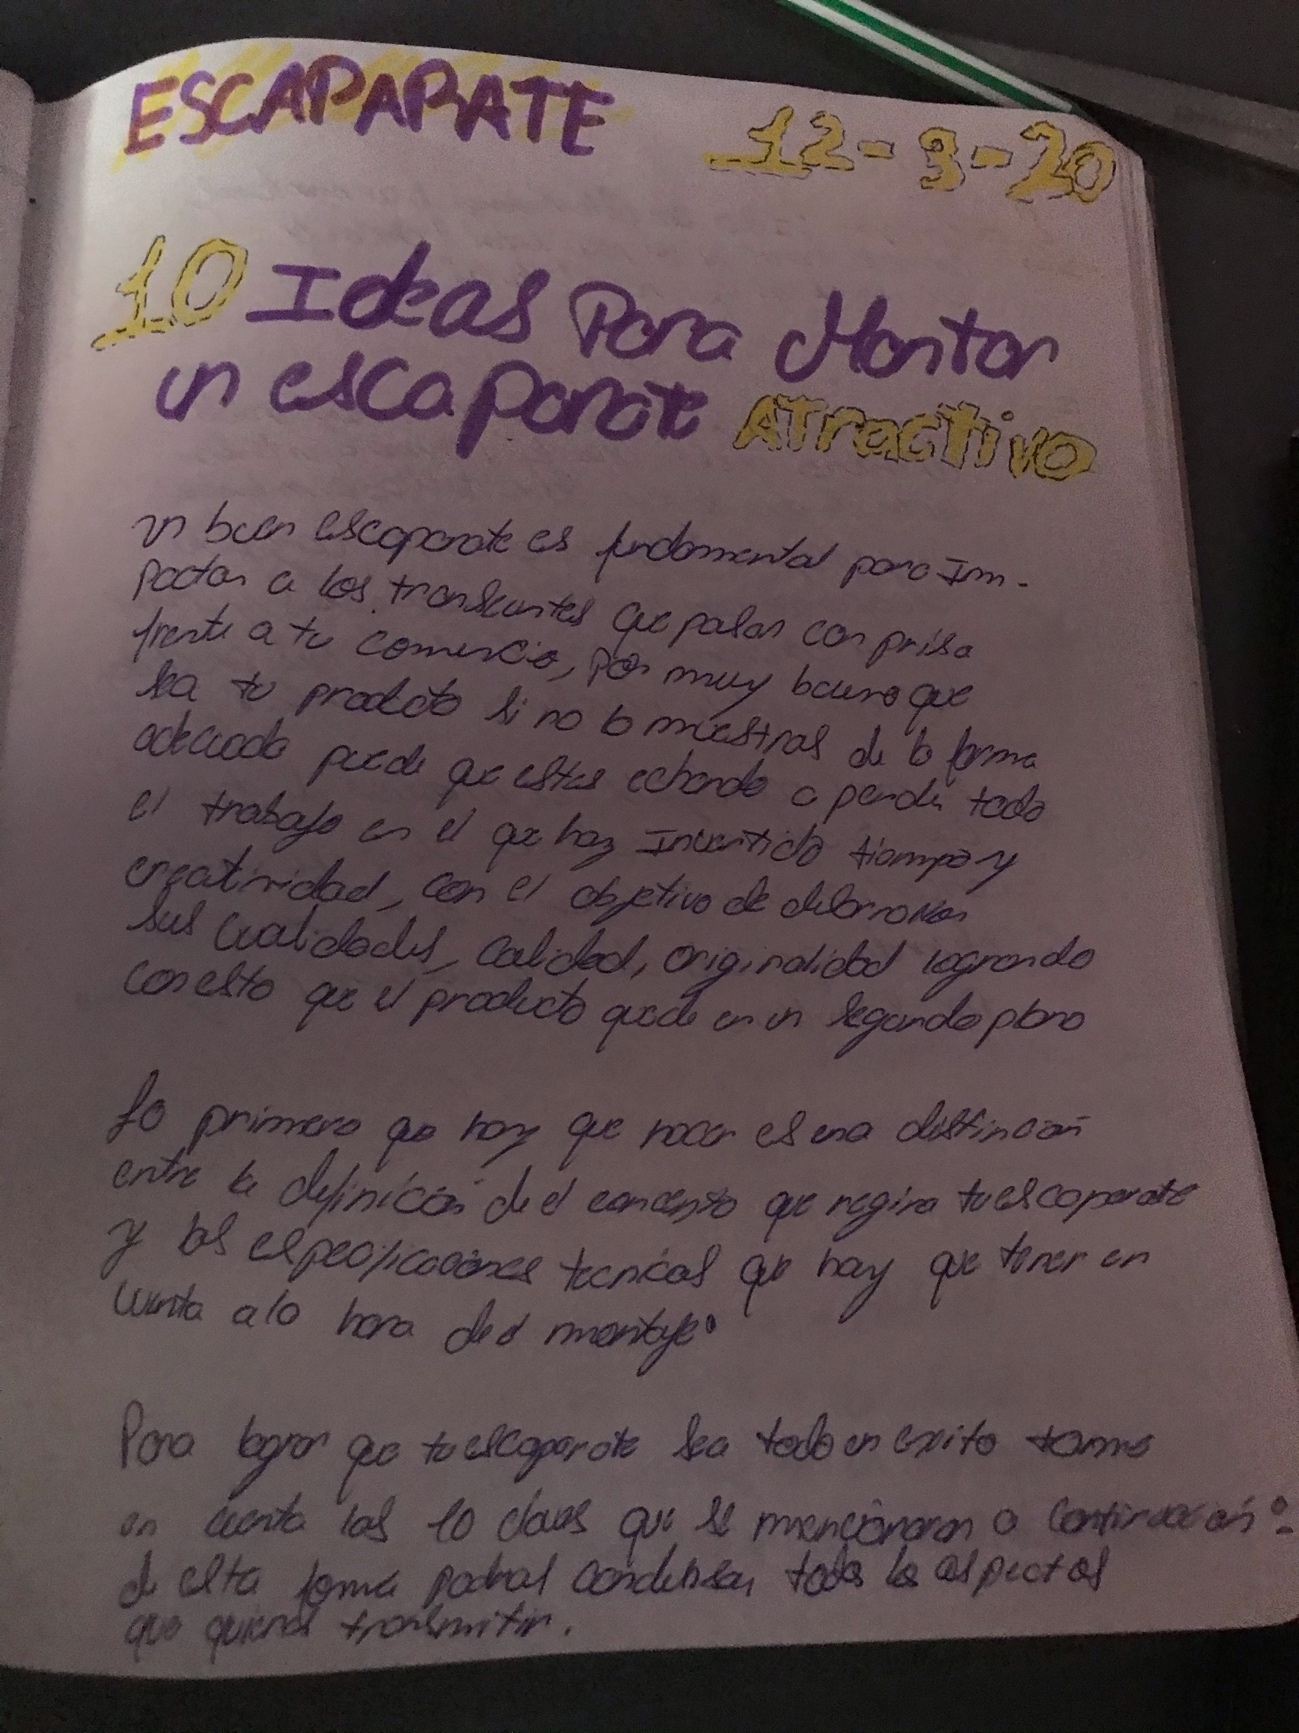 ESCAPARATE
12-3-20
10 Ideas Para Montar
un escaparate ATractivo
un buen escaparate es fundamental para Im-
pactar a los transeuntes que pasan con prisa
frente a tu comercio, por muy bueno que
sea tu producto si no lo muestras de la forma
adecuada puede que estes echando a perder todo
el trabajo en el que haz Invertido tiempo y
creatividad, con el objetivo de
sus cualidades, calidad, originalidad logrando
con esto que el producto quede en un segundo plano
Lo primero que hay que hacer es una distinción
entre la definición de el concepto que regira tu escaparate
y las especificaciones tecnicas que hay que tener en
cuenta a la hora de el montaje.
Para lograr que tu escaparate sea todo un exito toma
en cuenta las 10 claves que se mencionaran a continuación:
de esta forma podras condensar todos los aspectos
que quieras transmitir.